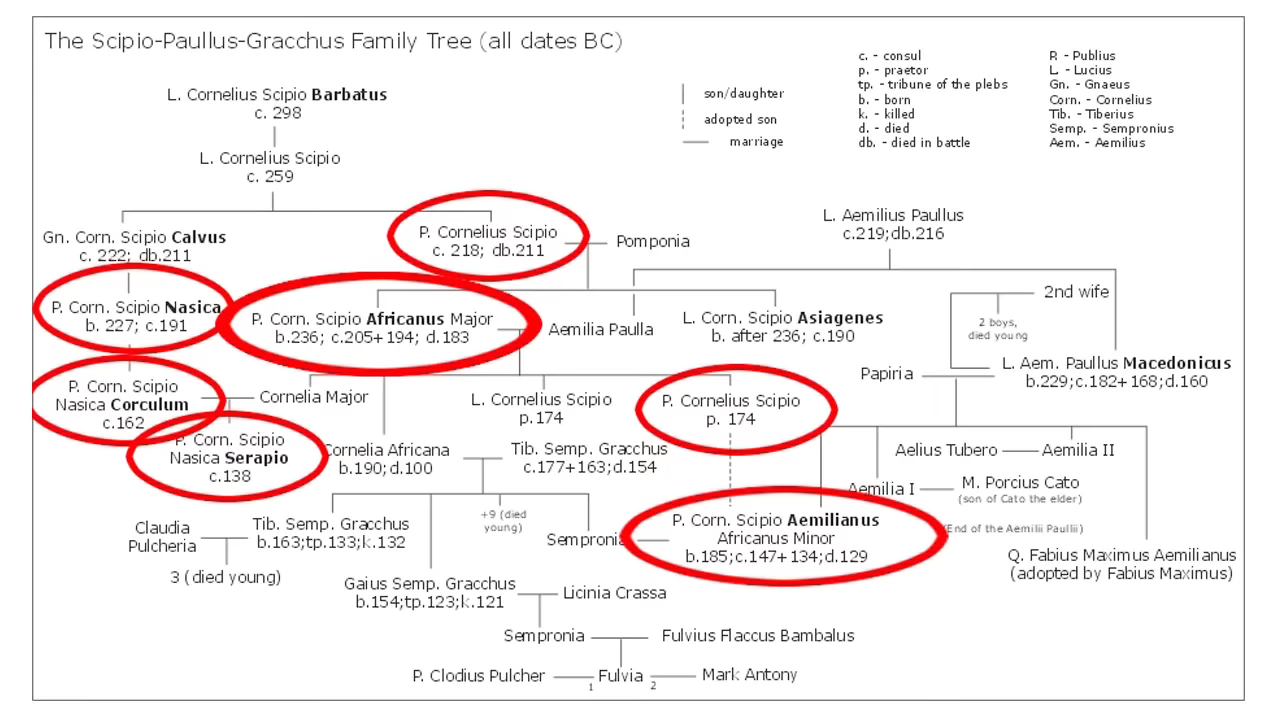 The Scipio-Paullus-Gracchus Family Tree (all dates BC)
c. - consul
p. - praetor
tp. - tribune of the plebs
b. - born
k. - killed
d. - died
db. - died in battle
P. - Publius
L. - Lucius
Gn. - Gnaeus
Corn. - Cornelius
Tib. - Tiberius
Semp. - Sempronius
Aem. - Aemilius
son/daughter
adopted son
marriage
L. Cornelius Scipio Barbatus
c. 298
L. Cornelius Scipio
c. 259
Gn. Corn. Scipio Calvus
c. 222; db.211
P. Cornelius Scipio
c. 218; db.211
Pomponia
L. Aemilius Paullus
c.219;db.216
P. Corn. Scipio Nasica
b. 227; c.191
P. Corn. Scipio Africanus Major
b.236; c.205+194; d.183
Aemilia Paulla
L. Corn. Scipio Asiagenes
b. after 236; c.190
2nd wife
2 boys,
died young
Papiria
L. Aem. Paullus Macedonicus
b.229;c.182+168;d.160
P. Corn. Scipio
Nasica Corculum
c.162
Cornelia Major
L. Cornelius Scipio
p.174
P. Cornelius Scipio
p. 174
P. Corn. Scipio
Nasica Serapio
c.138
Cornelia Africana
b.190;d.100
Tib. Semp. Gracchus
c.177+163;d.154
Aelius Tubero
Aemilia II
Aemilia I
M. Porcius Cato
(son of Cato the elder)
(End of the Aemilii Paullii)
Claudia
Pulcheria
Tib. Semp. Gracchus
b.163;tp.133;k.132
+9 (died
young)
Sempronia
P. Corn. Scipio Aemilianus
Africanus Minor
b.185;c.147+134;d.129
Q. Fabius Maximus Aemilianus
(adopted by Fabius Maximus)
3 (died young)
Gaius Semp. Gracchus
b.154;tp.123;k.121
Licinia Crassa
Sempronia
Fulvius Flaccus Bambalus
P. Clodius Pulcher
1
Fulvia
2
Mark Antony